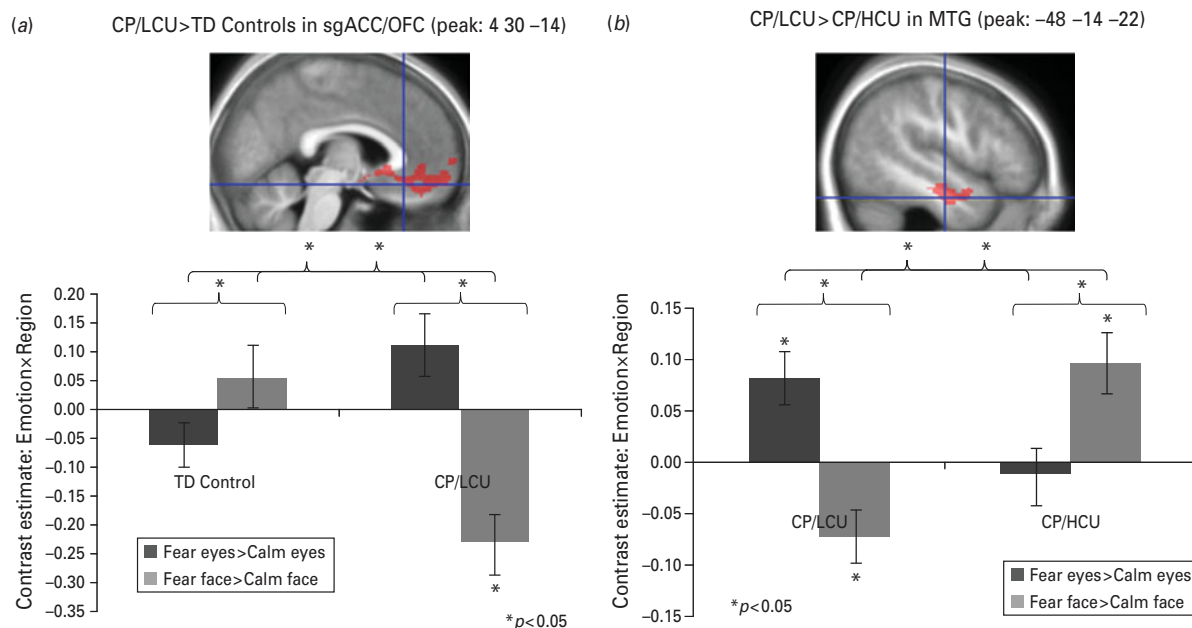 (a) CP/LCU>TD Controls in sgACC/OFC (peak: 4 30 –14)
* *
* *
0.20
0.15
0.10
0.05
0.00
–0.05
–0.10
–0.15
–0.20
–0.25
–0.30
–0.35
Contrast estimate: Emotion×Region
TD Control CP/LCU
Fear eyes>Calm eyes
Fear face>Calm face
*
*p<0.05
(b) CP/LCU>CP/HCU in MTG (peak: –48 –14 –22)
* *
* *
* *
0.15
0.10
0.05
0.00
–0.05
–0.10
–0.15
Contrast estimate: Emotion×Region
CP/LCU CP/HCU
*
*p<0.05
Fear eyes>Calm eyes
Fear face>Calm face